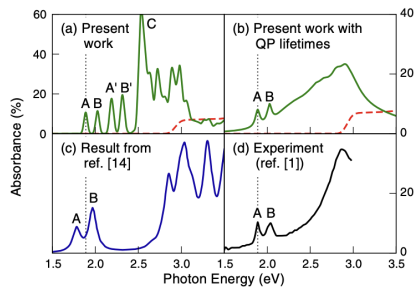 60
40
20
0
Absorbance (%)
(a) Present
work
A B A' B' C
(b) Present work with
QP lifetimes
A B
40
20
0
(c) Result from
ref. [14]
A B
(d) Experiment
(ref. [1])
A B
20
0
1.5 2.0 2.5 3.0 1.5 2.0 2.5 3.0 3.5
Photon Energy (eV)